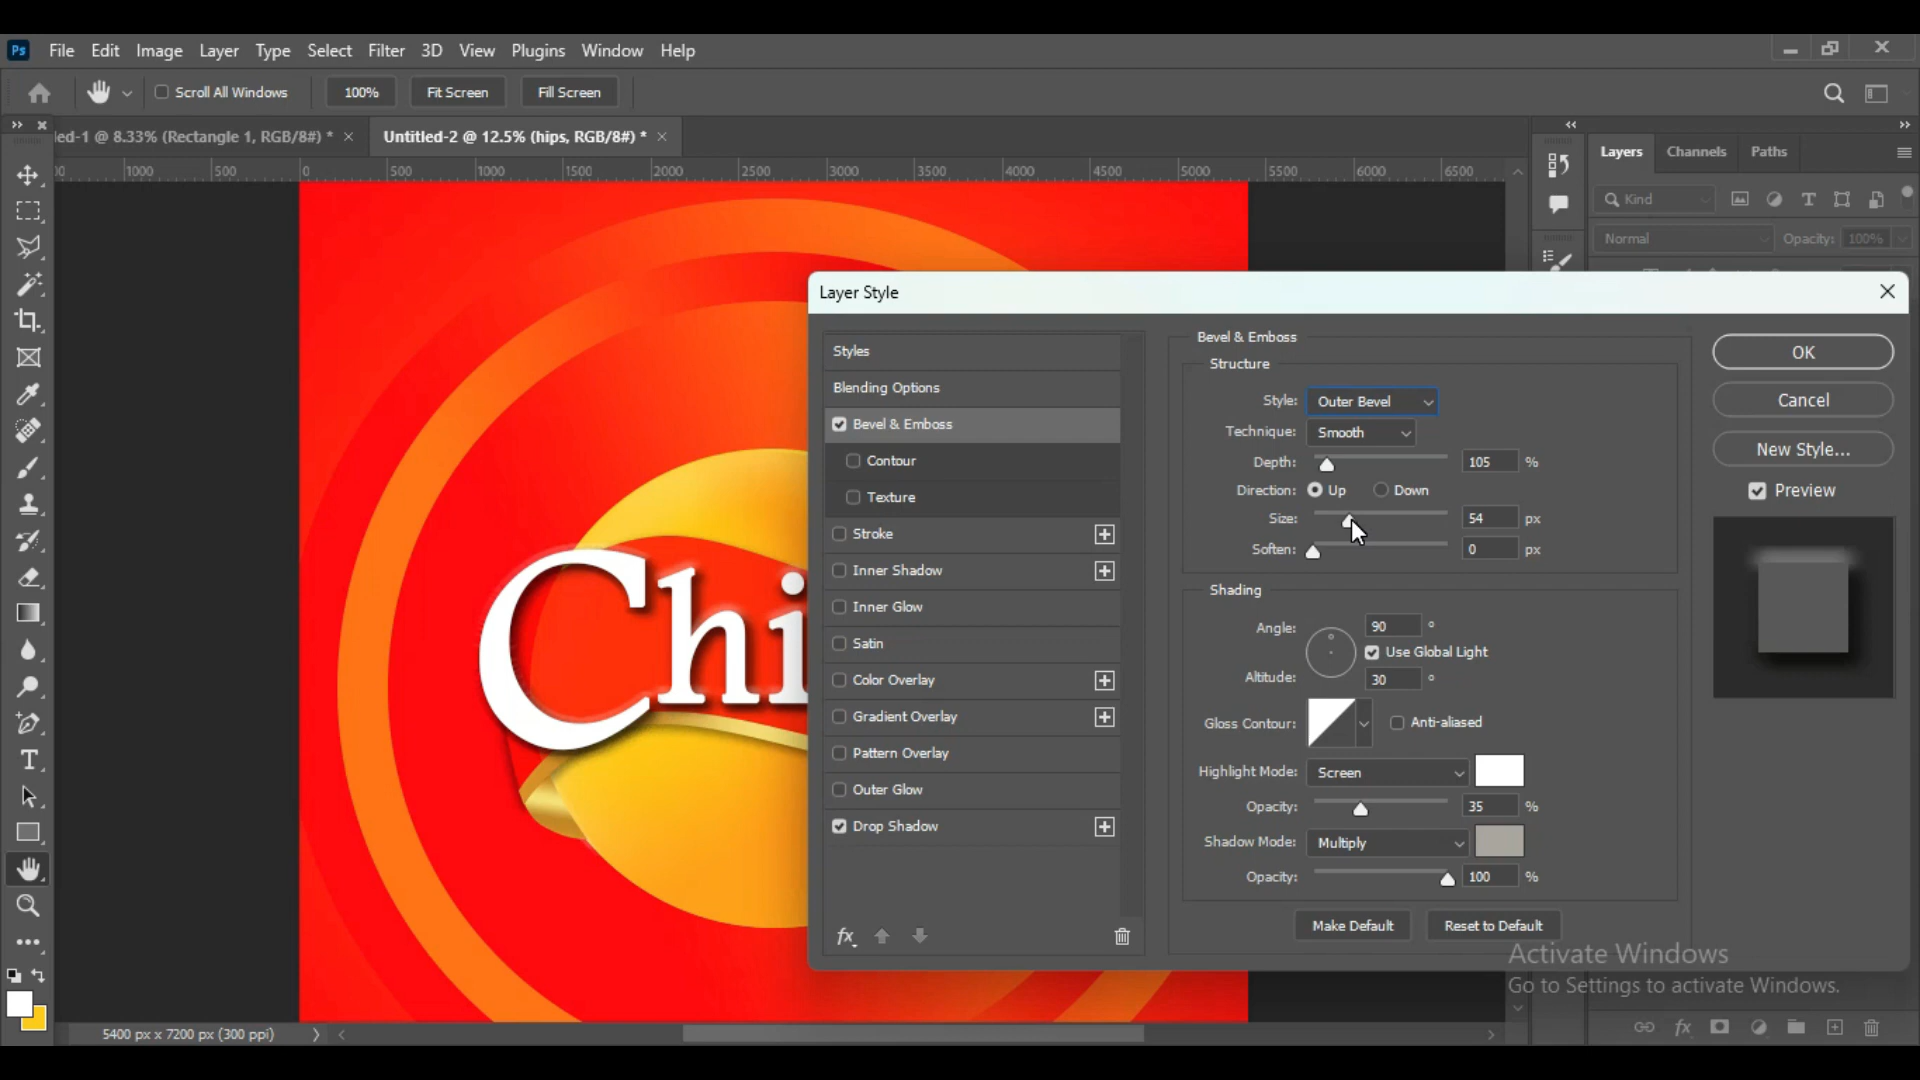 Ps File Edit Image Layer Type Select Filter 3D View Plugins Window Help
Scroll All Windows 100% Fit Screen Fill Screen
led-1 @ 8.33% (Rectangle 1, RGB/8#) * Untitled-2 @ 12.5% (hips, RGB/8#) *
1000 500 0 500 1000 1500 2000 2500 3000 3500 4000 4500 5000 5500 6000 6500
Layers Channels Paths
Kind
Normal Opacity: 100%
Chi
Layer Style
Styles
Blending Options
Bevel & Emboss
Contour
Texture
Stroke
Inner Shadow
Inner Glow
Satin
Color Overlay
Gradient Overlay
Pattern Overlay
Outer Glow
Drop Shadow
fx
Bevel & Emboss
Structure
Style: Outer Bevel
Technique: Smooth
Depth: 105 %
Direction: Up Down
Size: 54 px
Soften: 0 px
Shading
Angle: 90 °
Use Global Light
Altitude: 30 °
Gloss Contour: Anti-aliased
Highlight Mode: Screen
Opacity: 35 %
Shadow Mode: Multiply
Opacity: 100 %
Make Default Reset to Default
OK
Cancel
New Style...
Preview
Activate Windows
Go to Settings to activate Windows.
5400 px x 7200 px (300 ppi)
fx